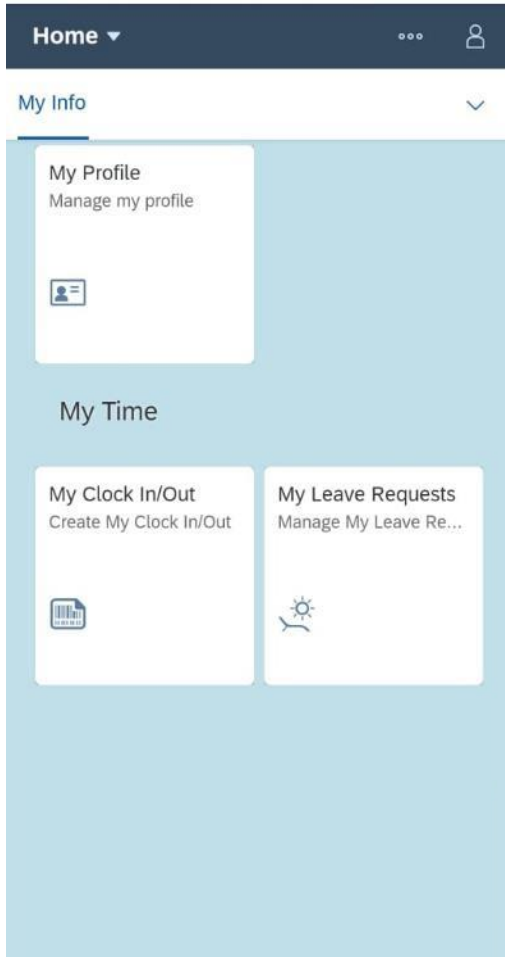 Home
My Info
My Profile
Manage my profile
My Time
My Clock In/Out
Create My Clock In/Out
My Leave Requests
Manage My Leave Re...